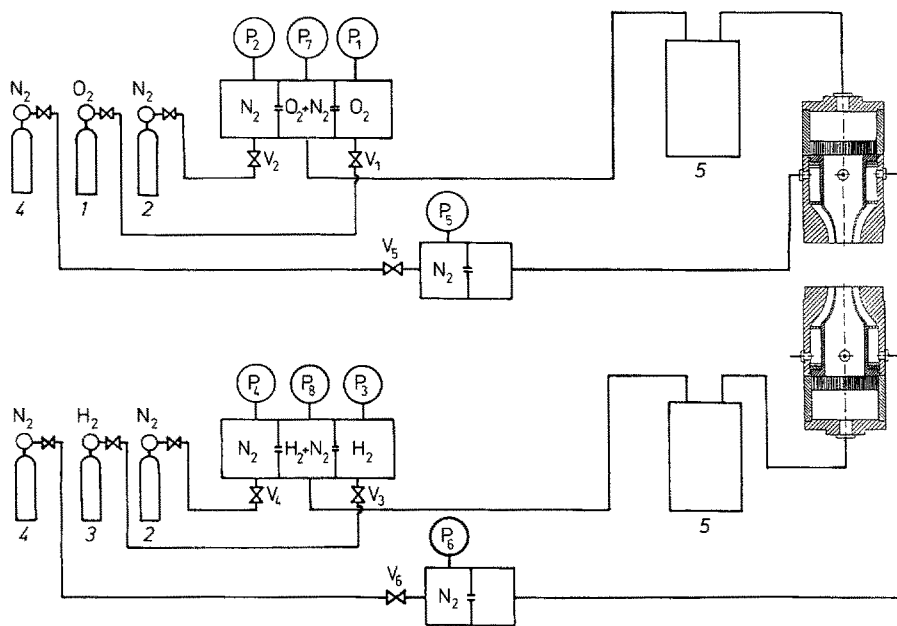 P₂ P₇ P₁
N₂ O₂ N₂
N₂ O₂+N₂ O₂
V₂ V₁
4 1 2
5
P₅
V₅
N₂
P₄ P₈ P₃
N₂ H₂ N₂
N₂ H₂+N₂ H₂
V₄ V₃
4 3 2
5
P₆
V₆
N₂